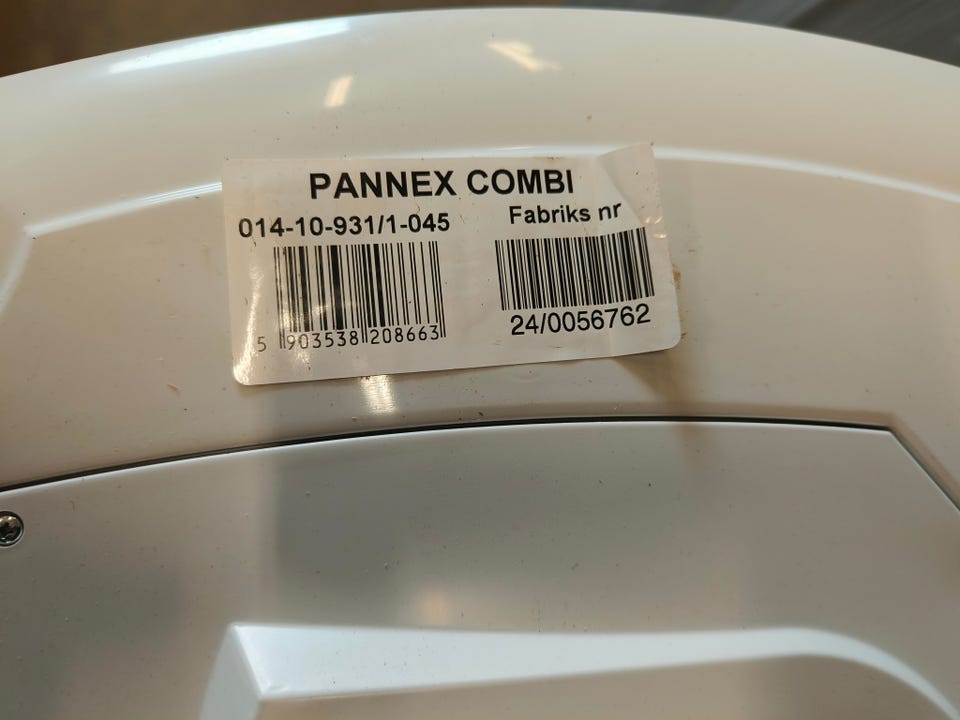 PANNEX COMBI
014-10-931/1-045
Fabriks nr
5 903538 208663
24/0056762